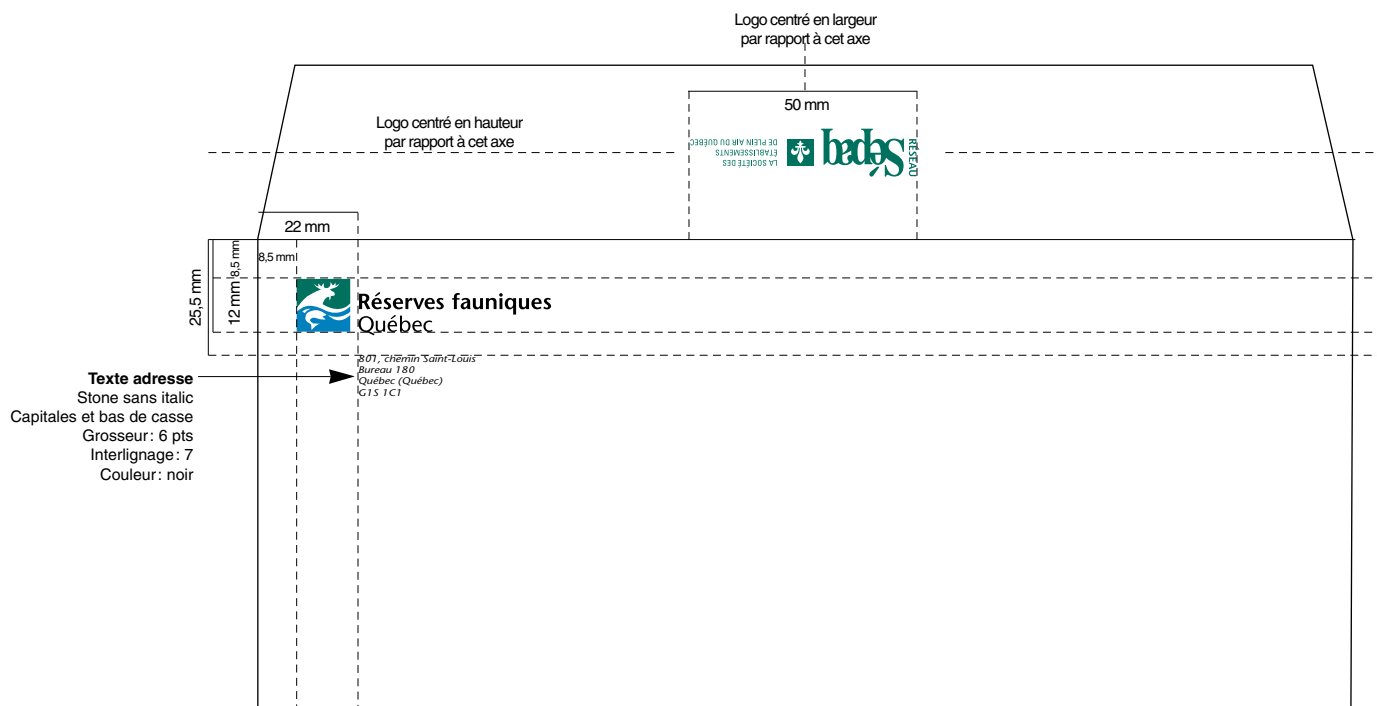 Logo centré en largeur
par rapport à cet axe
50 mm
Logo centré en hauteur
par rapport à cet axe
RÉSEAU
Sépaq
LA SOCIÉTÉ DES
ÉTABLISSEMENTS
DE PLEIN AIR DU QUÉBEC
22 mm
8,5 mm
8,5 mm
12 mm
25,5 mm
Réserves fauniques
Québec
801, chemin Saint-Louis
Bureau 180
Québec (Québec)
G1S 1C1
Texte adresse
Stone sans italic
Capitales et bas de casse
Grosseur : 6 pts
Interlignage : 7
Couleur : noir